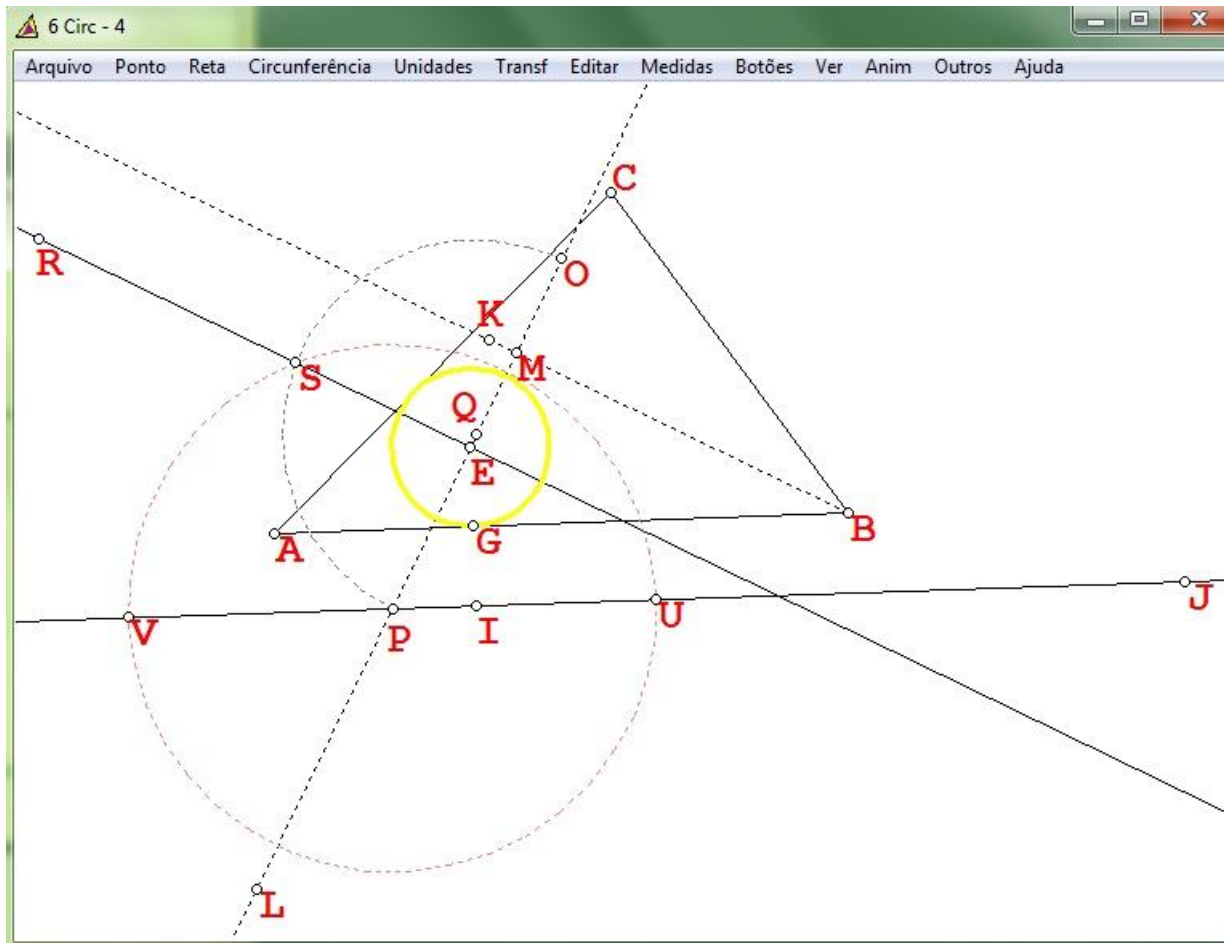 6 Circ - 4
Arquivo Ponto Reta Circunferência Unidades Transf Editar Medidas Botões Ver Anim Outros Ajuda
C
R
O
K
S
M
Q
E
A
G
B
V
P
I
U
J
L